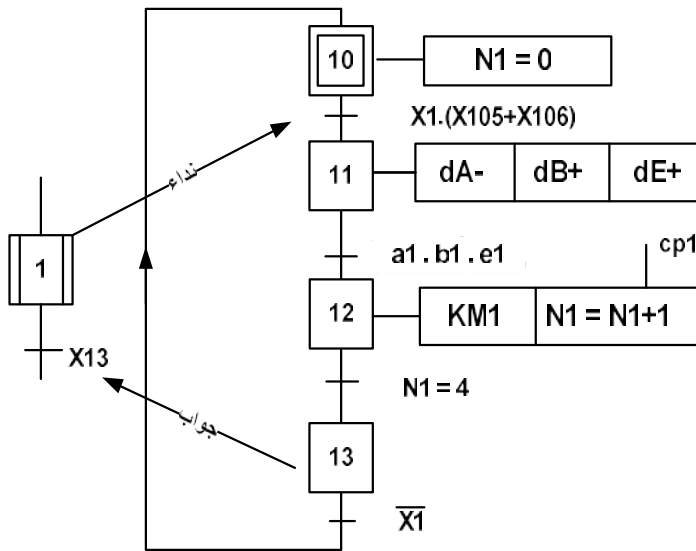 10
N1 = 0
X1.(X105+X106)
نداء
11
dA-
dB+
dE+
1
a1 . b1 . e1
cp1
12
KM1
N1 = N1+1
X13
N1 = 4
جواب
13
X̅1̅